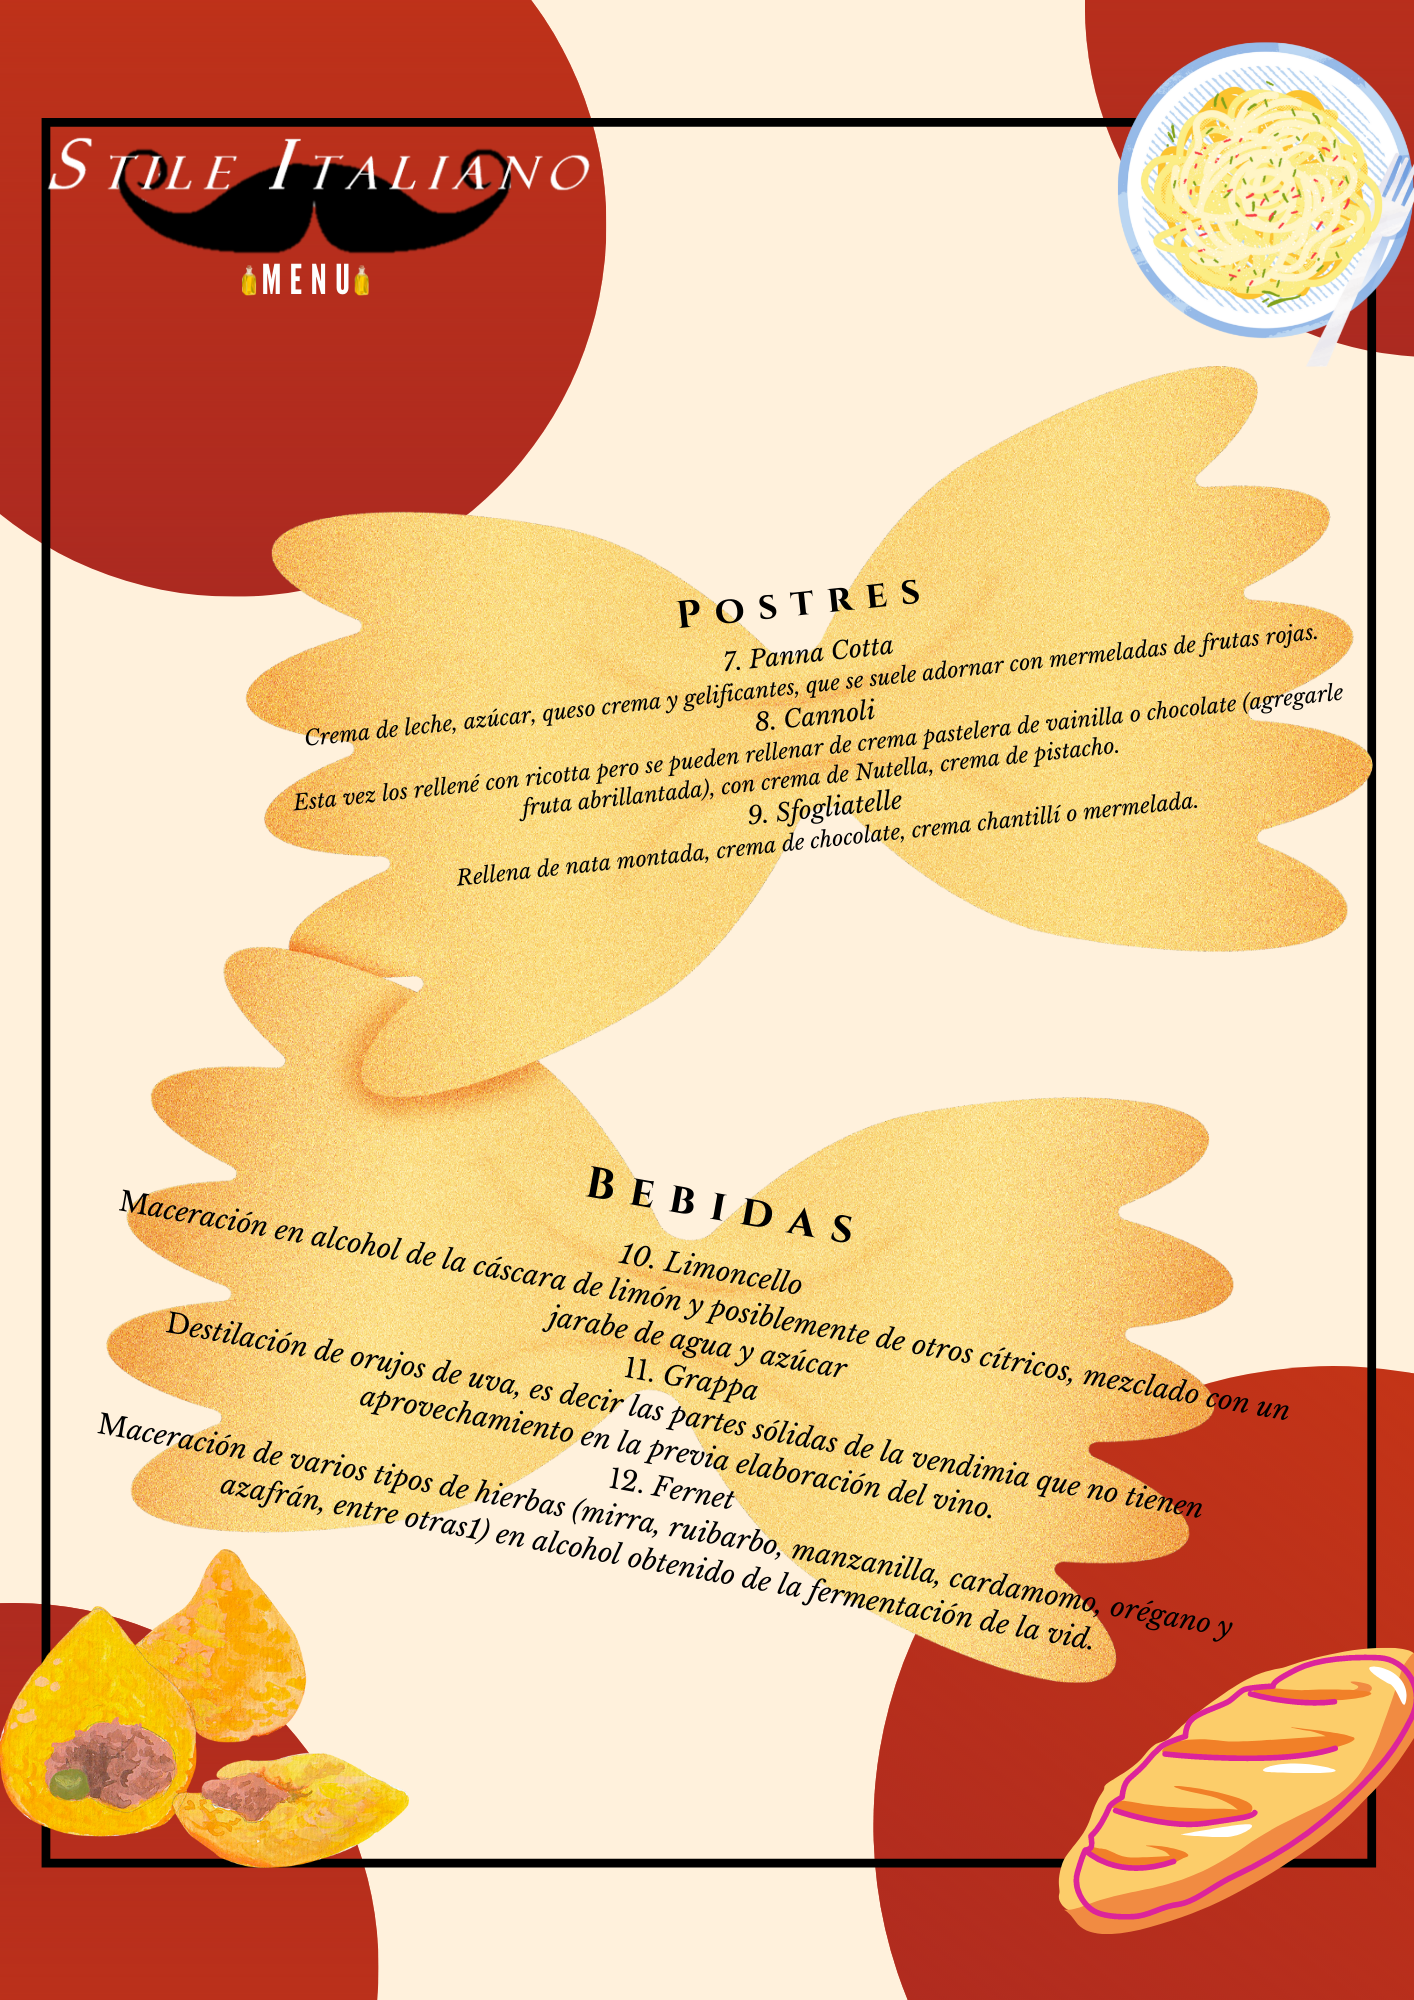 STILE ITALIANO
MENU
POSTRES
7. Panna Cotta
Crema de leche, azúcar, queso crema y gelificantes, que se suele adornar con mermeladas de frutas rojas.
8. Cannoli
Esta vez los rellené con ricotta pero se pueden rellenar de crema pastelera de vainilla o chocolate (agregarle
fruta abrillantada), con crema de Nutella, crema de pistacho.
9. Sfogliatelle
Rellena de nata montada, crema de chocolate, crema chantillí o mermelada.
BEBIDAS
10. Limoncello
Maceración en alcohol de la cáscara de limón y posiblemente de otros cítricos, mezclado con un
jarabe de agua y azúcar
11. Grappa
Destilación de orujos de uva, es decir las partes sólidas de la vendimia que no tienen
aprovechamiento en la previa elaboración del vino.
12. Fernet
Maceración de varios tipos de hierbas (mirra, ruibarbo, manzanilla, cardamomo, orégano y
azafrán, entre otras1) en alcohol obtenido de la fermentación de la vid.